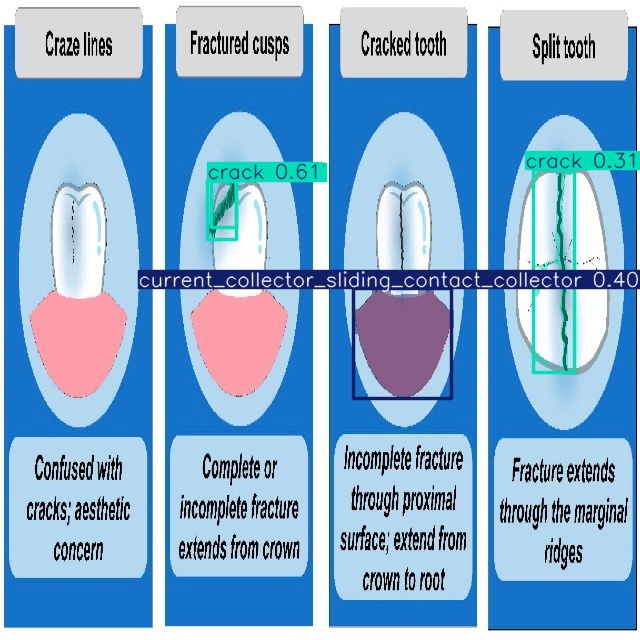 Craze lines
Fractured cusps
Cracked tooth
Split tooth
crack 0.61
crack 0.31
current_collector_sliding_contact_collector 0.40
Confused with
cracks; aesthetic
concern
Complete or
incomplete fracture
extends from crown
Incomplete fracture
through proximal
surface; extend from
crown to root
Fracture extends
through the marginal
ridges